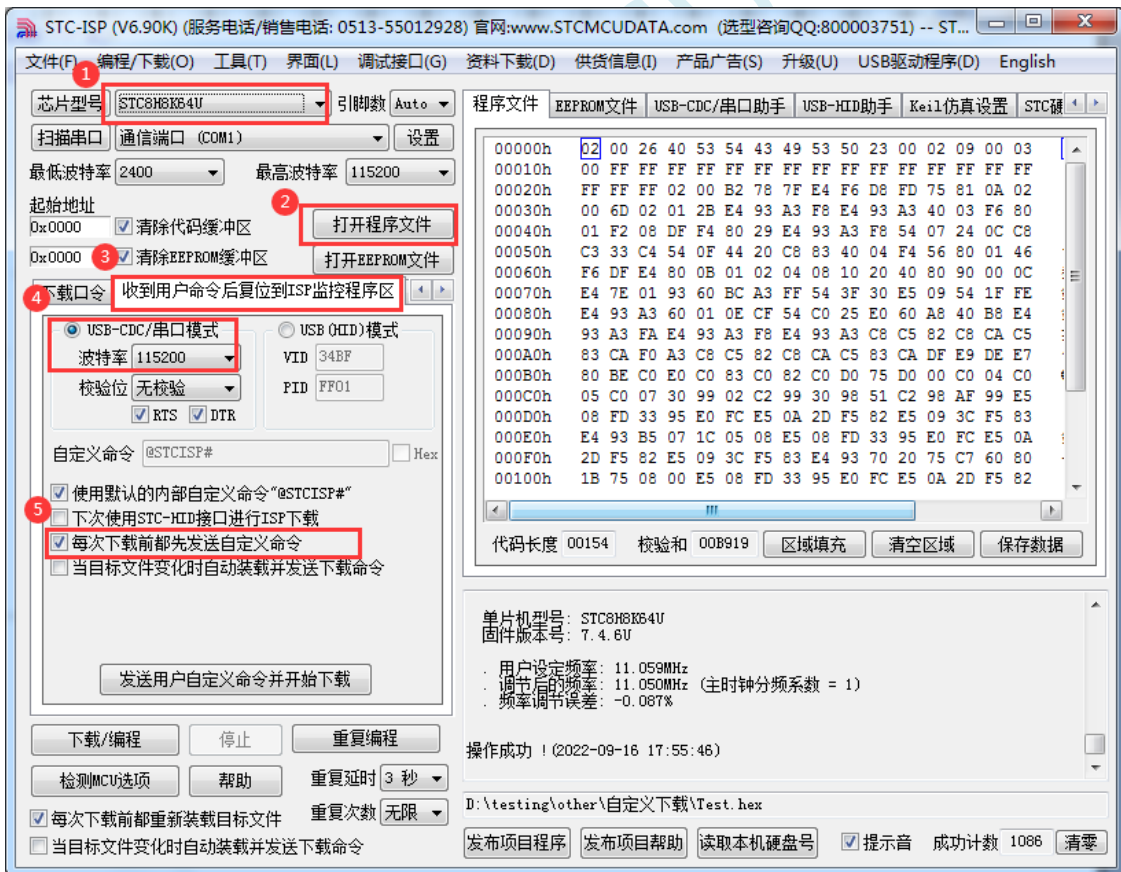 STC-ISP (V6.90K) (服务电话/销售电话: 0513-55012928) 官网:www.STCMCUDATA.com (选型咨询QQ:800003751) -- ST...
文件(F) 编程/下载(O) 工具(T) 界面(L) 调试接口(G) 资料下载(D) 供货信息(I) 产品广告(S) 升级(U) USB驱动程序(D) English
1
芯片型号 STC8H8K64U 引脚数 Auto
扫描串口 通信端口 (COM1) 设置
最低波特率 2400 最高波特率 115200
起始地址
2
0x0000 清除代码缓冲区 打开程序文件
0x0000 3 清除EEPROM缓冲区 打开EEPROM文件
4 下载口令 收到用户命令后复位到ISP监控程序区
USB-CDC/串口模式 USB(HID)模式
波特率 115200 VID 34BF
校验位 无校验 PID FF01
RTS DTR
自定义命令 @STCISP# Hex
使用默认的内部自定义命令"@STCISP#"
5
下次使用STC-HID接口进行ISP下载
每次下载前都先发送自定义命令
当目标文件变化时自动装载并发送下载命令
发送用户自定义命令并开始下载
下载/编程 停止 重复编程
检测MCU选项 帮助 重复延时 3 秒
每次下载前都重新装载目标文件 重复次数 无限
当目标文件变化时自动装载并发送下载命令
程序文件 EEPROM文件 USB-CDC/串口助手 USB-HID助手 Keil仿真设置 STC硬
00000h 02 00 26 40 53 54 43 49 53 50 23 00 02 09 00 03
00010h 00 FF FF FF FF FF FF FF FF FF FF FF FF FF FF FF
00020h FF FF FF 02 00 B2 78 7F E4 F6 D8 FD 75 81 0A 02
00030h 00 6D 02 01 2B E4 93 A3 F8 E4 93 A3 40 03 F6 80
00040h 01 F2 08 DF F4 80 29 E4 93 A3 F8 54 07 24 0C C8
00050h C3 33 C4 54 0F 44 20 C8 83 40 04 F4 56 80 01 46
00060h F6 DF E4 80 0B 01 02 04 08 10 20 40 80 90 00 0C
00070h E4 7E 01 93 60 BC A3 FF 54 3F 30 E5 09 54 1F FE
00080h E4 93 A3 60 01 0E CF 54 C0 25 E0 60 A8 40 B8 E4
00090h 93 A3 FA E4 93 A3 F8 E4 93 A3 C8 C5 82 C8 CA C5
000A0h 83 CA F0 A3 C8 C5 82 C8 CA C5 83 CA DF E9 DE E7
000B0h 80 BE C0 E0 C0 83 C0 82 C0 D0 75 D0 00 C0 04 C0
000C0h 05 C0 07 30 99 02 C2 99 30 98 51 C2 98 AF 99 E5
000D0h 08 FD 33 95 E0 FC E5 0A 2D F5 82 E5 09 3C F5 83
000E0h E4 93 B5 07 1C 05 08 E5 08 FD 33 95 E0 FC E5 0A
000F0h 2D F5 82 E5 09 3C F5 83 E4 93 70 20 75 C7 60 80
00100h 1B 75 08 00 E5 08 FD 33 95 E0 FC E5 0A 2D F5 82
代码长度 00154 校验和 00B919 区域填充 清空区域 保存数据
单片机型号: STC8H8K64U
固件版本号: 7.4.6U
. 用户设定频率: 11.059MHz
. 调节后的频率: 11.050MHz (主时钟分频系数 = 1)
. 频率调节误差: -0.087%
操作成功 !(2022-09-16 17:55:46)
D:\testing\other\自定义下载\Test.hex
发布项目程序 发布项目帮助 读取本机硬盘号 提示音 成功计数 1086 清零